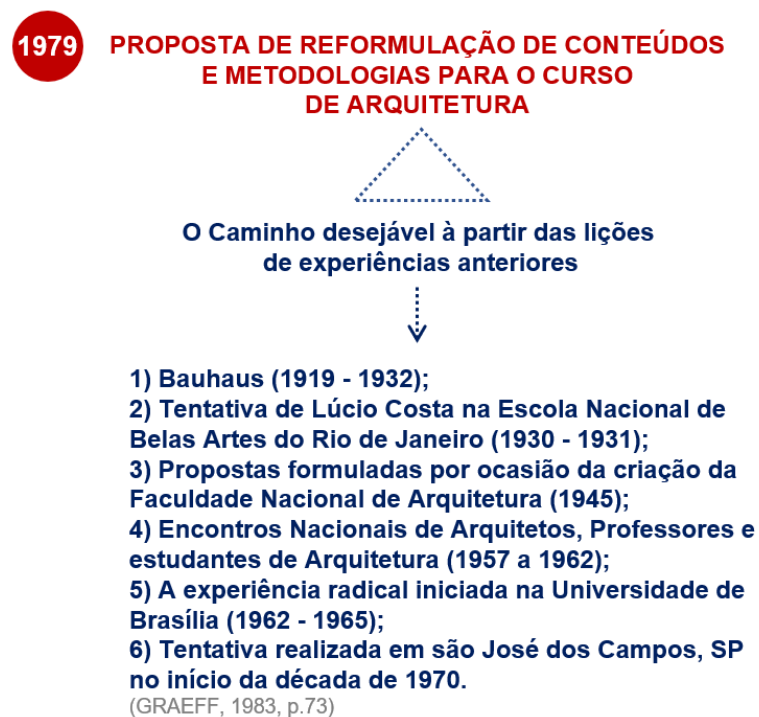 1979
PROPOSTA DE REFORMULAÇÃO DE CONTEÚDOS
E METODOLOGIAS PARA O CURSO
DE ARQUITETURA
O Caminho desejável à partir das lições
de experiências anteriores
1) Bauhaus (1919 - 1932);
2) Tentativa de Lúcio Costa na Escola Nacional de
Belas Artes do Rio de Janeiro (1930 - 1931);
3) Propostas formuladas por ocasião da criação da
Faculdade Nacional de Arquitetura (1945);
4) Encontros Nacionais de Arquitetos, Professores e
estudantes de Arquitetura (1957 a 1962);
5) A experiência radical iniciada na Universidade de
Brasília (1962 - 1965);
6) Tentativa realizada em são José dos Campos, SP
no início da década de 1970.
(GRAEFF, 1983, p.73)